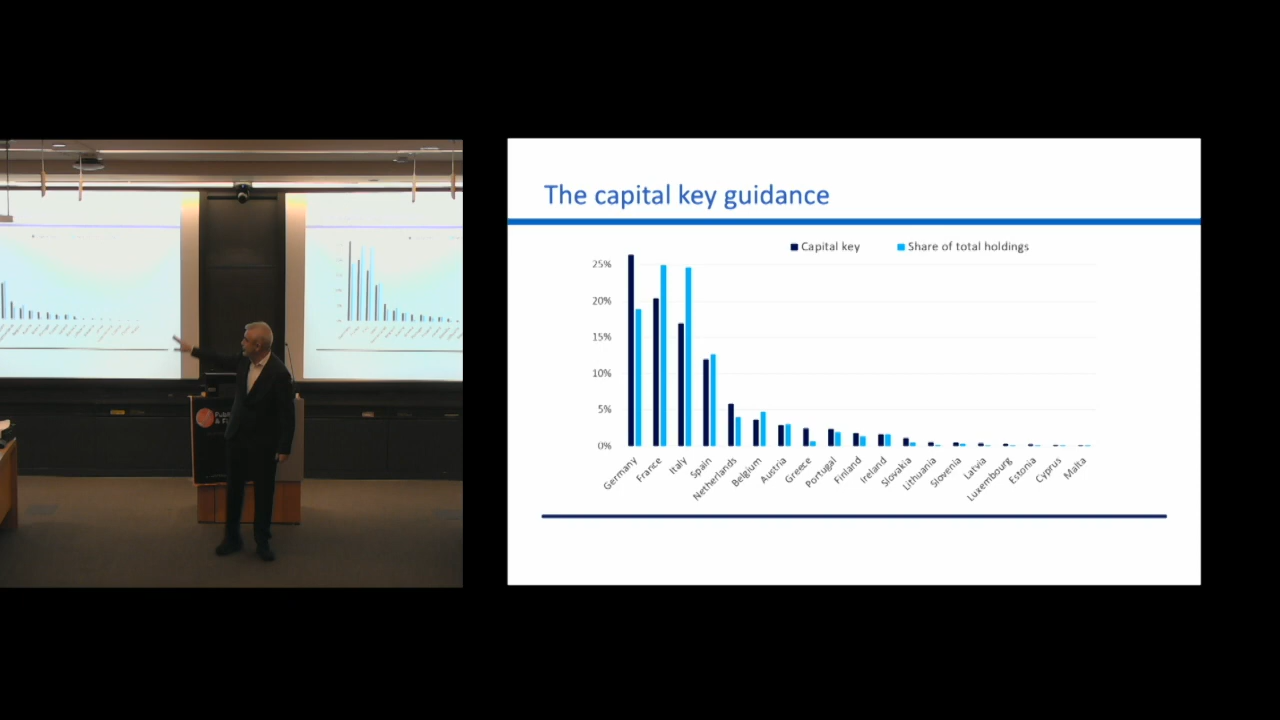 The capital key guidance
Capital key
Share of total holdings
25%
20%
15%
10%
5%
0%
Germany
France
Italy
Spain
Netherlands
Belgium
Austria
Greece
Portugal
Finland
Ireland
Slovakia
Lithuania
Slovenia
Latvia
Luxembourg
Estonia
Cyprus
Malta